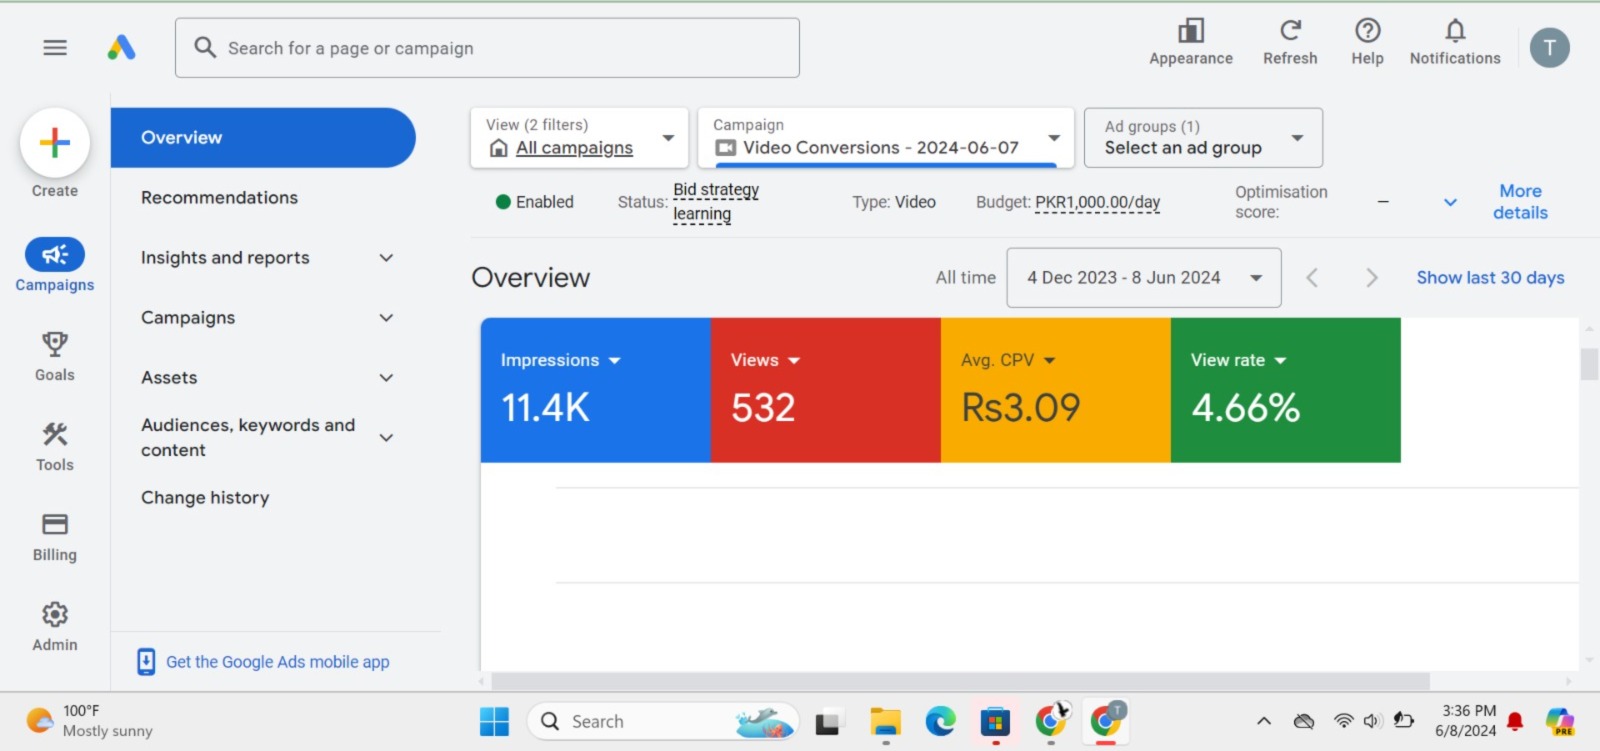 Search for a page or campaign
Appearance
Refresh
Help
Notifications
T
Create
Campaigns
Goals
Tools
Billing
Admin
Overview
Recommendations
Insights and reports
Campaigns
Assets
Audiences, keywords and
content
Change history
Get the Google Ads mobile app
View (2 filters)
All campaigns
Campaign
Video Conversions - 2024-06-07
Ad groups (1)
Select an ad group
Enabled
Status: Bid strategy
learning
Type: Video
Budget: PKR1,000.00/day
Optimisation
score:
–
More
details
Overview
All time
4 Dec 2023 - 8 Jun 2024
Show last 30 days
Impressions
11.4K
Views
532
Avg. CPV
Rs3.09
View rate
4.66%
100°F
Mostly sunny
Search
T
3:36 PM
6/8/2024
PRE